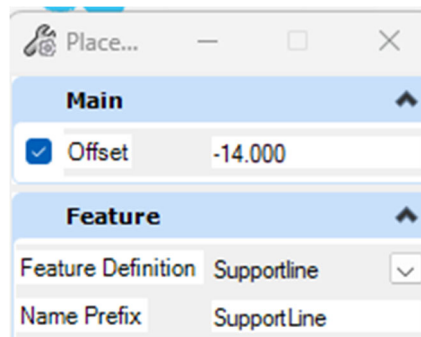 Place...
Main
Offset -14.000
Feature
Feature Definition Supportline
Name Prefix SupportLine